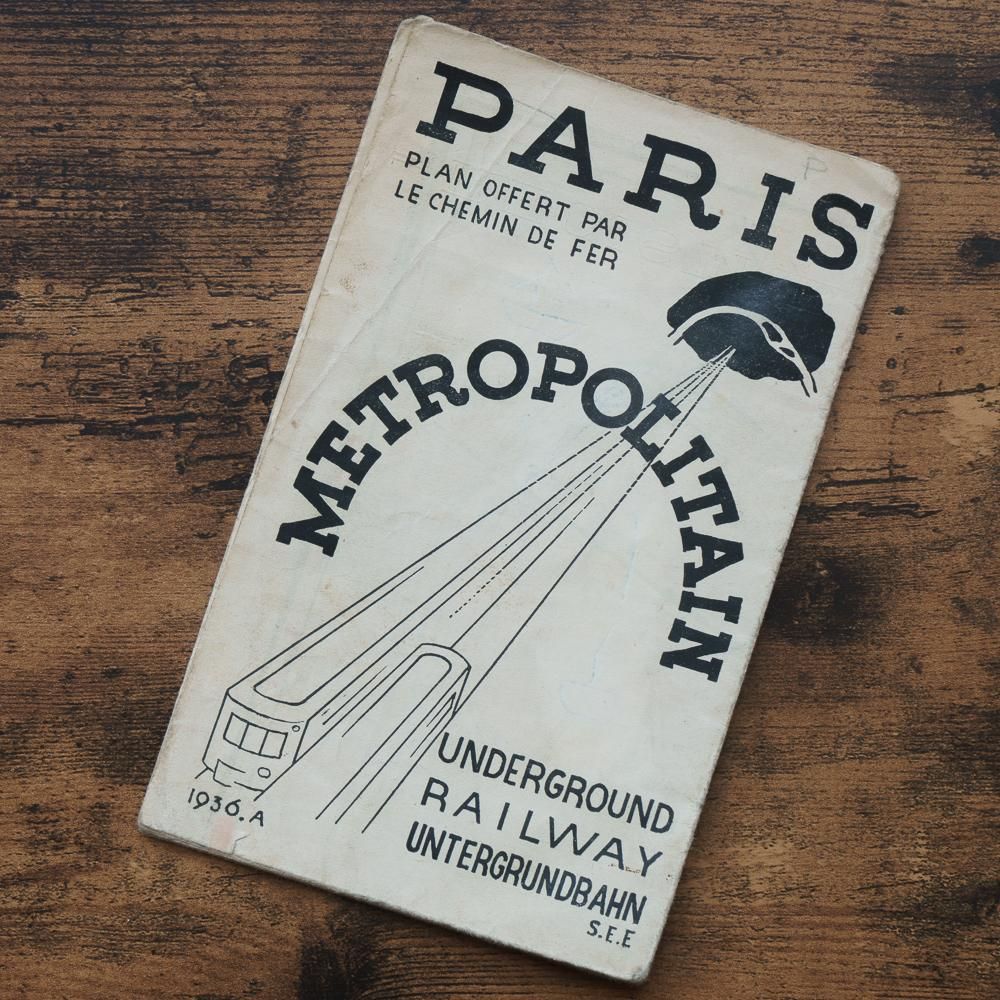 PARIS
P
PLAN OFFERT PAR
LE CHEMIN DE FER
METROPOLITAIN
UNDERGROUND
RAILWAY
UNTERGRUNDBAHN
S.E.E
1936.A